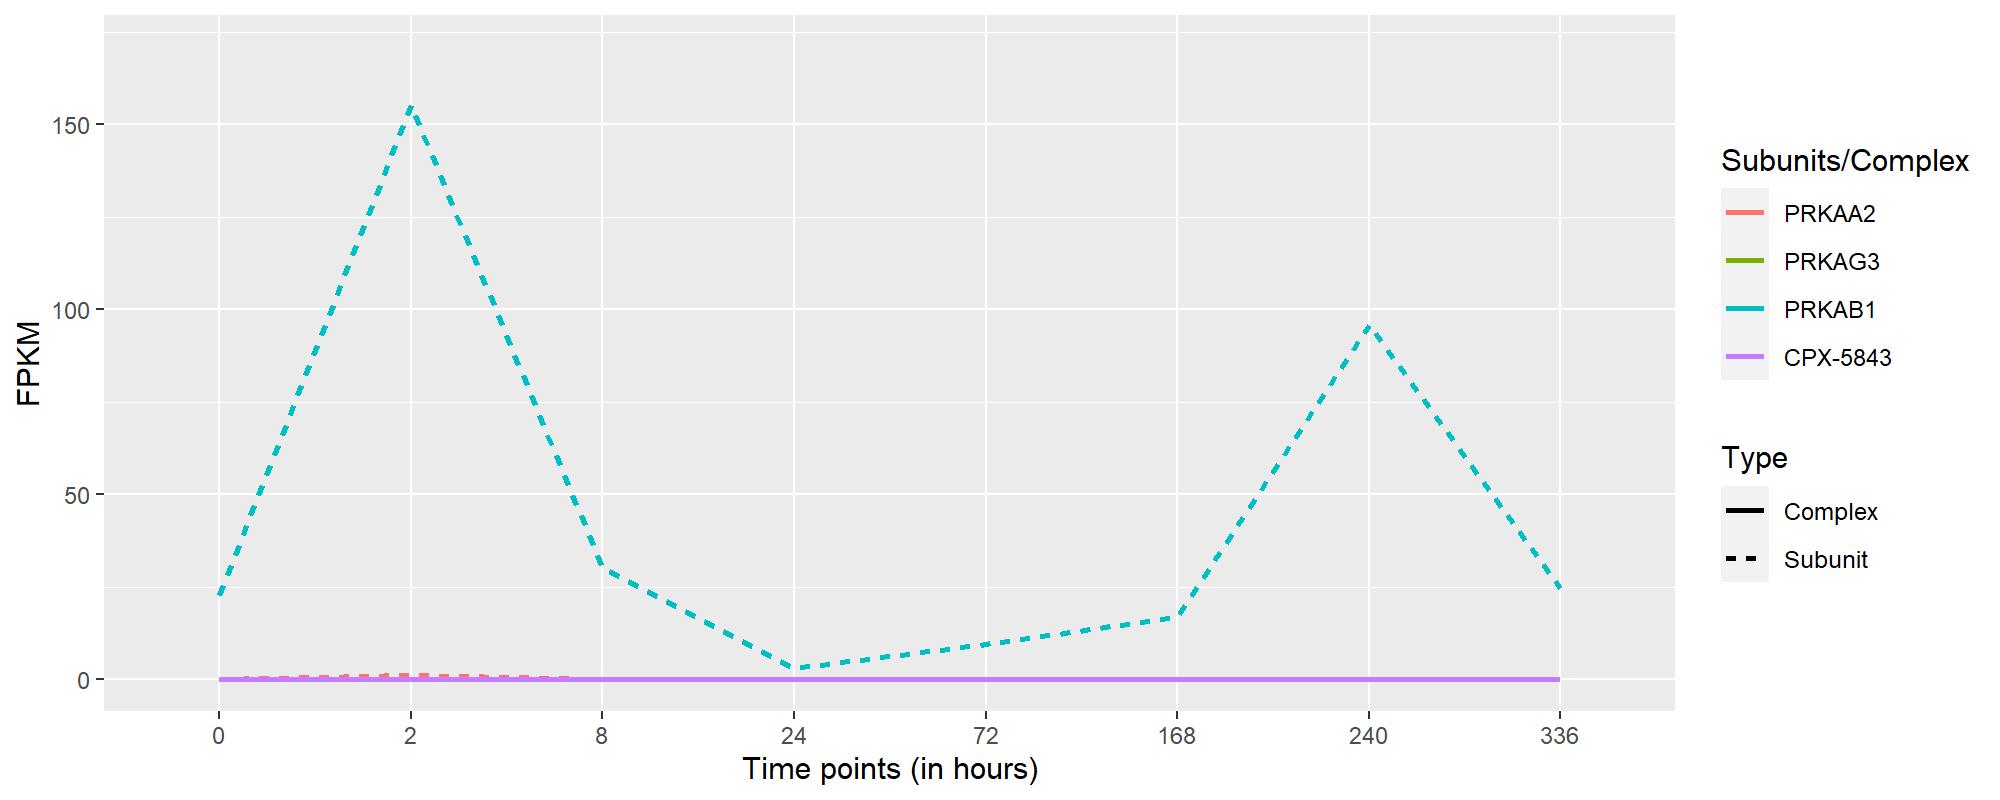 150
100
50
0
FPKM
0 2 8 24 72 168 240 336
Time points (in hours)
Subunits/Complex
PRKAA2
PRKAG3
PRKAB1
CPX-5843
Type
Complex
Subunit